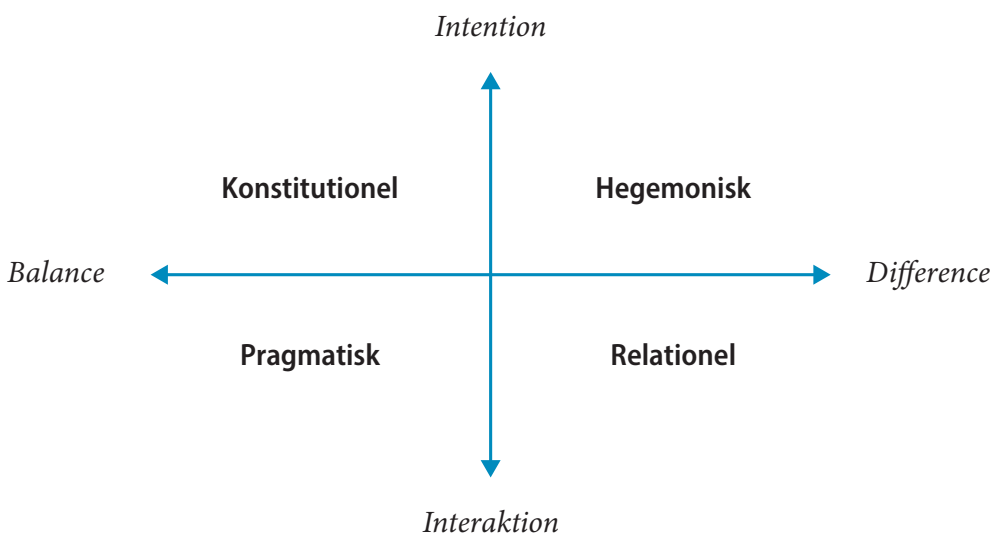 Intention
Konstitutionel
Hegemonisk
Balance
Difference
Pragmatisk
Relationel
Interaktion